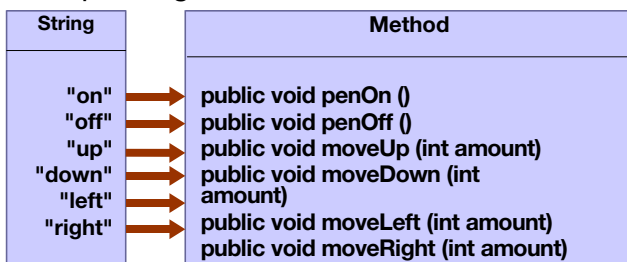 String Method
"on" public void penOn ()
"off" public void penOff ()
"up" public void moveUp (int amount)
"down" public void moveDown (int
"left" amount)
"right" public void moveLeft (int amount)
public void moveRight (int amount)